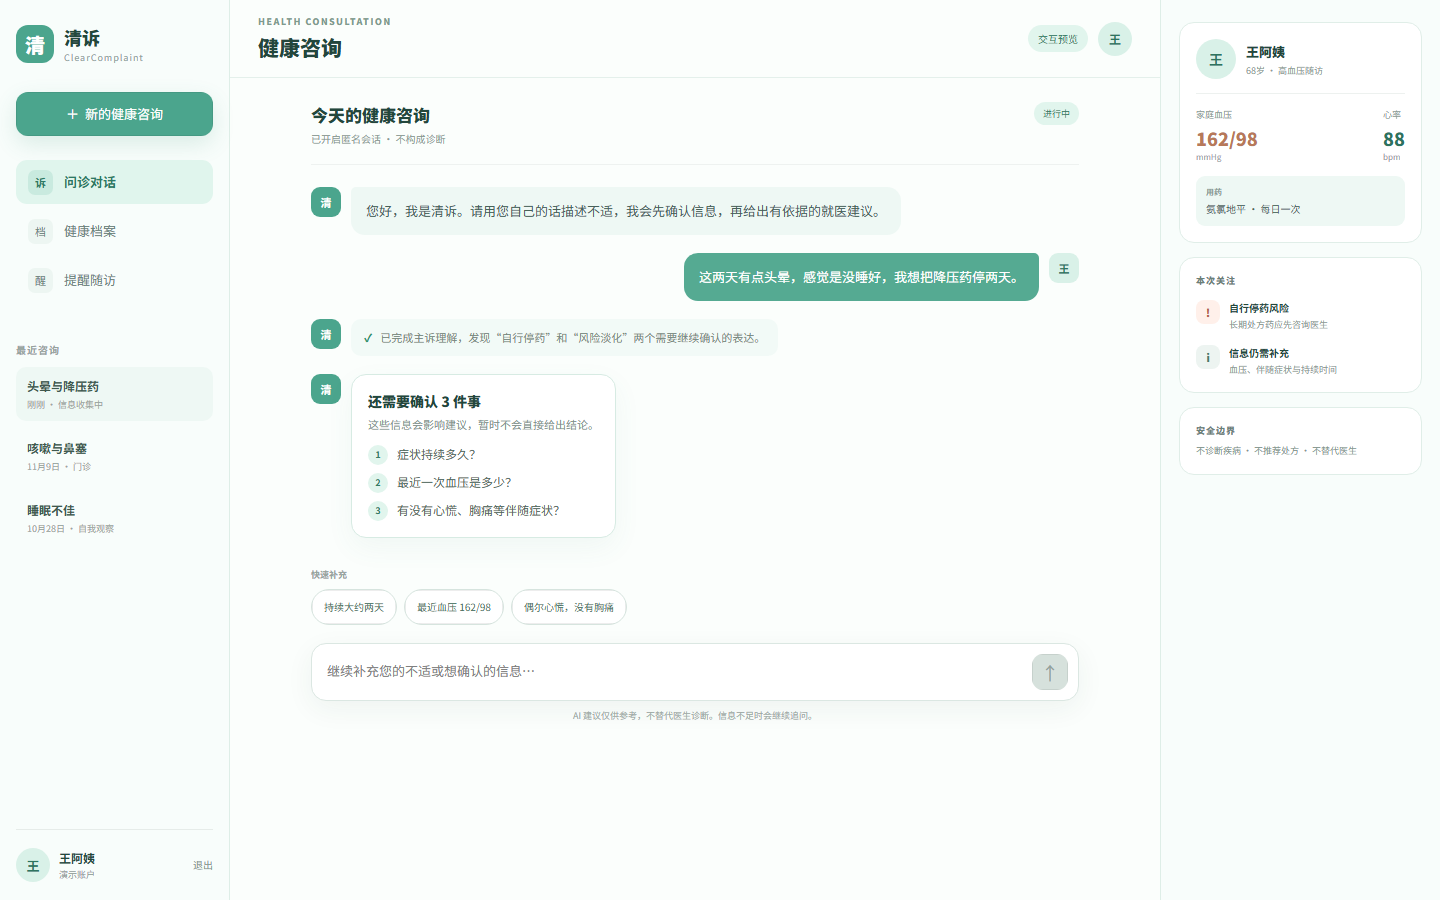 清
清诉
ClearComplaint
＋ 新的健康咨询
诉 问诊对话
档 健康档案
醒 提醒随访
最近咨询
头晕与降压药
刚刚 · 信息收集中
咳嗽与鼻塞
11月9日 · 门诊
睡眠不佳
10月28日 · 自我观察
王
王阿姨
演示账户
退出
HEALTH CONSULTATION
健康咨询
交互预览
王
今天的健康咨询
已开启匿名会话 · 不构成诊断
进行中
清
您好，我是清诉。请用您自己的话描述不适，我会先确认信息，再给出有依据的就医建议。
这两天有点头晕，感觉是没睡好，我想把降压药停两天。
王
清
✓ 已完成主诉理解，发现“自行停药”和“风险淡化”两个需要继续确认的表达。
清
还需要确认 3 件事
这些信息会影响建议，暂时不会直接给出结论。
1 症状持续多久？
2 最近一次血压是多少？
3 有没有心慌、胸痛等伴随症状？
快速补充
持续大约两天
最近血压 162/98
偶尔心慌，没有胸痛
继续补充您的不适或想确认的信息…
↑
AI 建议仅供参考，不替代医生诊断。信息不足时会继续追问。
王
王阿姨
68岁 · 高血压随访
家庭血压
162/98
mmHg
心率
88
bpm
用药
氨氯地平 · 每日一次
本次关注
! 自行停药风险
长期处方药应先咨询医生
i 信息仍需补充
血压、伴随症状与持续时间
安全边界
不诊断疾病 · 不推荐处方 · 不替代医生